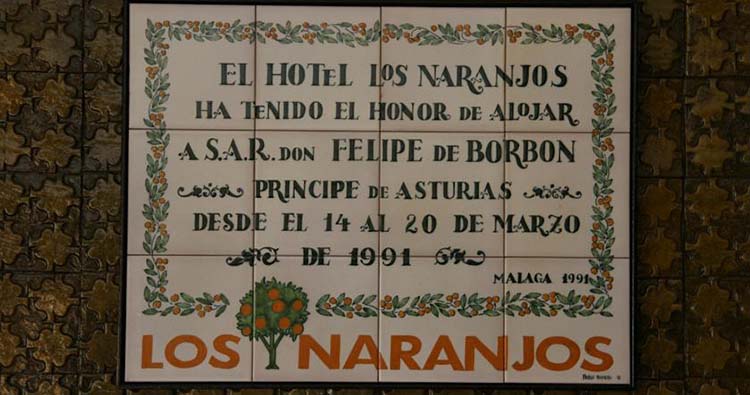 EL HOTEL LOS NARANJOS
HA TENIDO EL HONOR DE ALOJAR
A S.A.R. DON FELIPE DE BORBON
PRINCIPE DE ASTURIAS
DESDE EL 14 AL 20 DE MARZO
DE 1991
MALAGA 1991
LOS NARANJOS